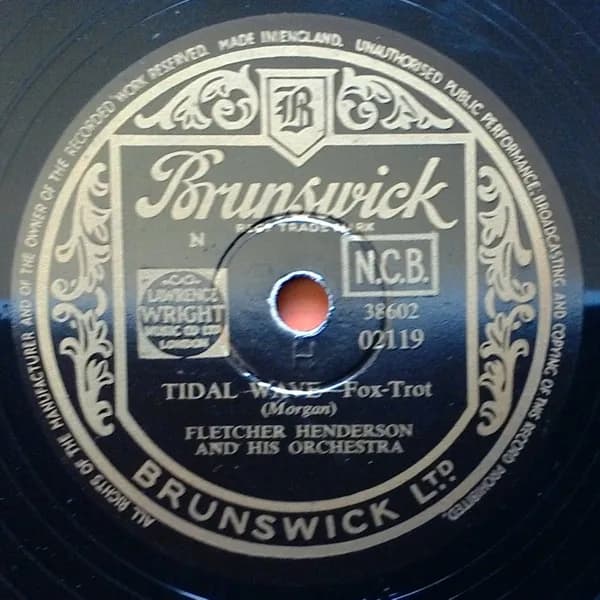 ALL RIGHTS OF THE MANUFACTURER AND OF THE OWNER OF THE RECORDED WORK RESERVED. MADE IN ENGLAND. UNAUTHORISED PUBLIC PERFORMANCE, BROADCASTING AND COPYING OF THIS RECORD PROHIBITED.
B
Brunswick
REGD TRADE MARK
N
N.C.B.
LAWRENCE
WRIGHT
MUSIC CO LTD
LONDON
38602
02119
TIDAL WAVE—Fox-Trot
(Morgan)
FLETCHER HENDERSON
AND HIS ORCHESTRA
BRUNSWICK LTD.